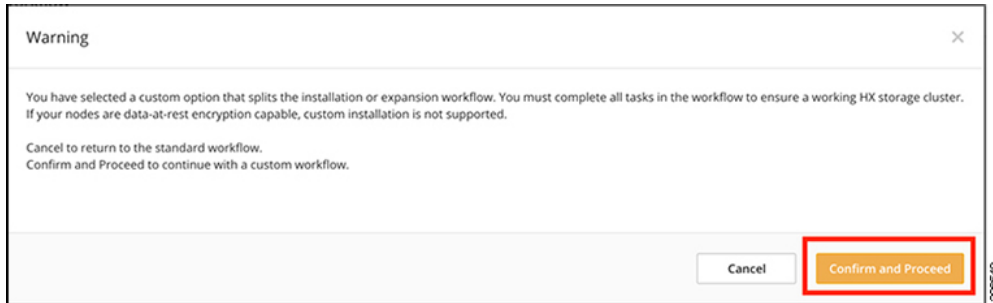 Warning
You have selected a custom option that splits the installation or expansion workflow. You must complete all tasks in the workflow to ensure a working HX storage cluster.
If your nodes are data-at-rest encryption capable, custom installation is not supported.
Cancel to return to the standard workflow.
Confirm and Proceed to continue with a custom workflow.
Cancel
Confirm and Proceed